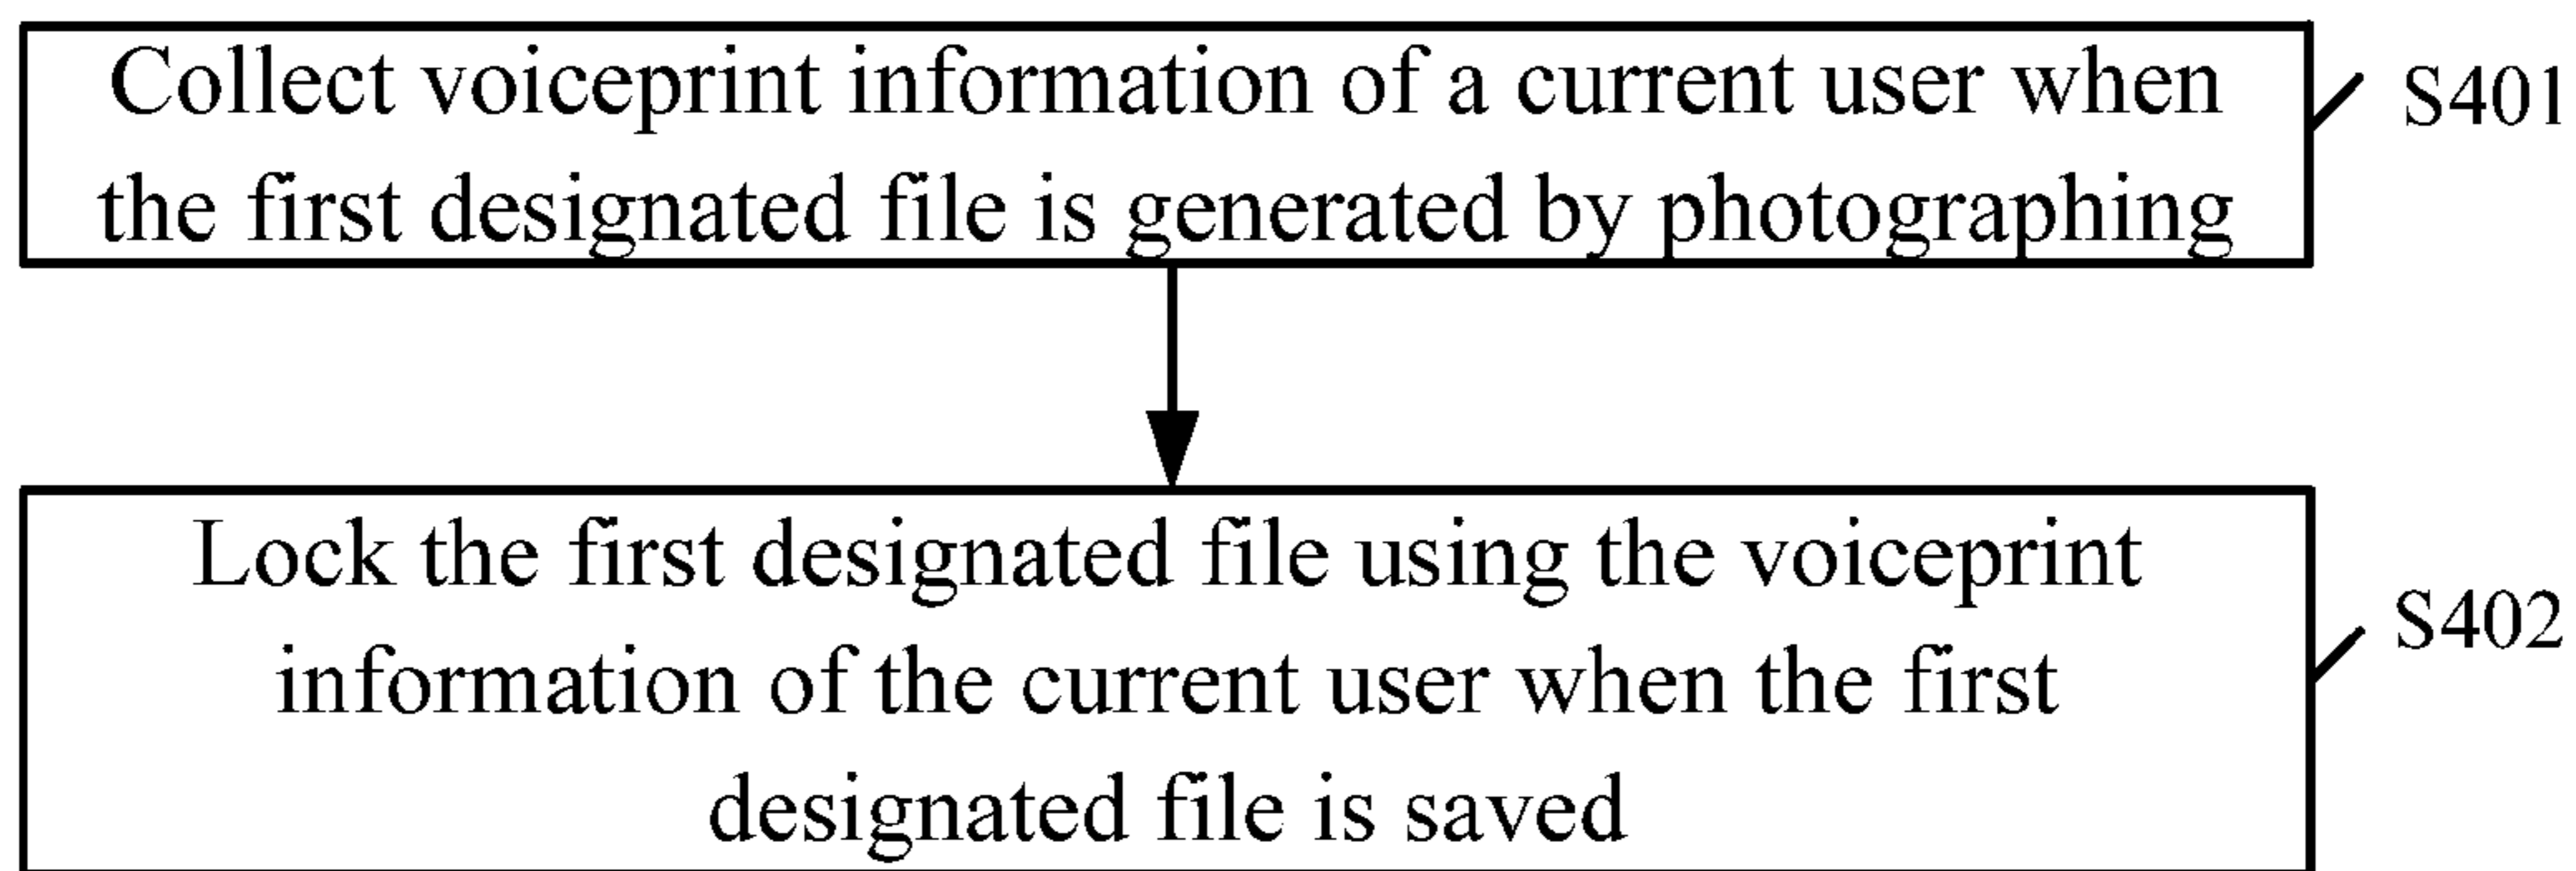 Collect voiceprint information of a current user when
the first designated file is generated by photographing
S401
Lock the first designated file using the voiceprint
information of the current user when the first
designated file is saved
S402